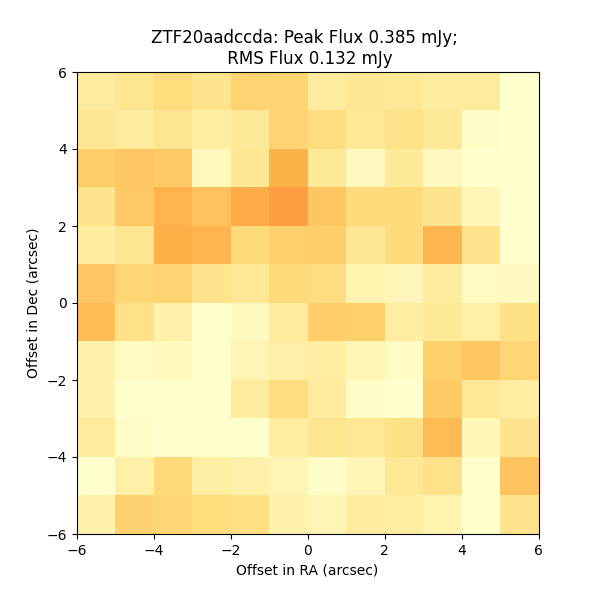 ZTF20aadccda: Peak Flux 0.385 mJy;
RMS Flux 0.132 mJy
6
4
2
0
−2
−4
−6
Offset in Dec (arcsec)
−6 −4 −2 0 2 4 6
Offset in RA (arcsec)